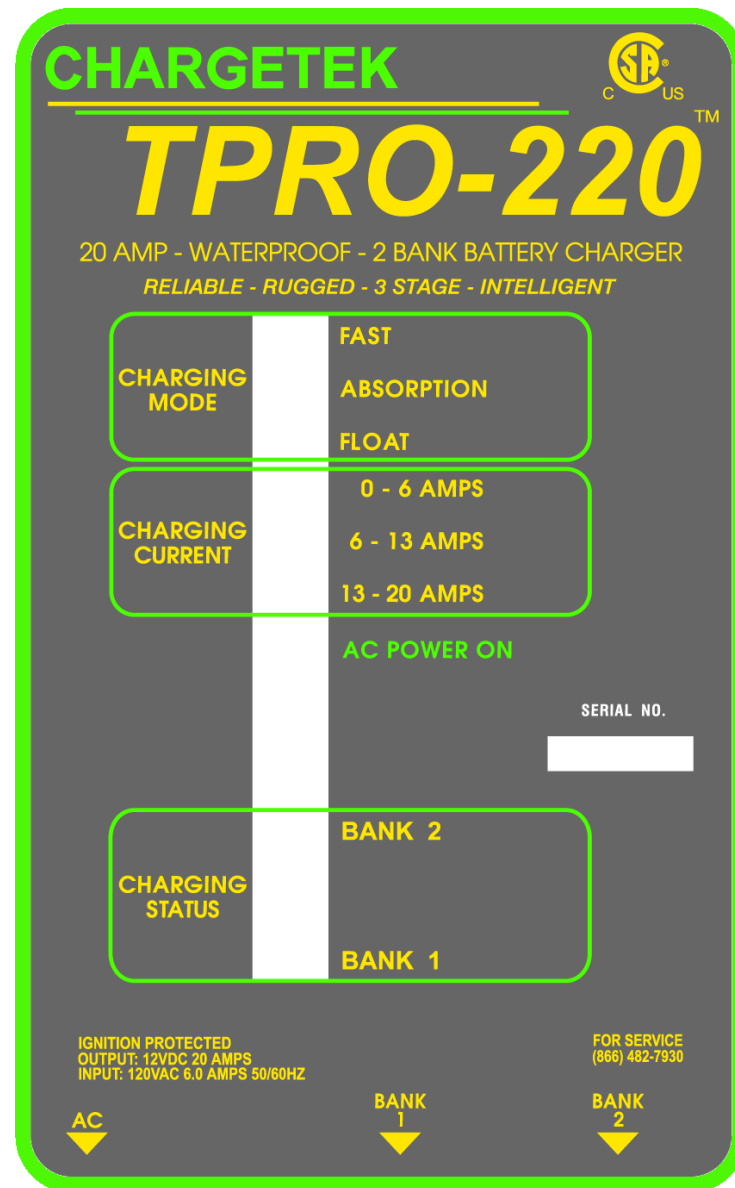 CHARGETEK
CSA®
C US
TPRO-220™
20 AMP - WATERPROOF - 2 BANK BATTERY CHARGER
RELIABLE - RUGGED - 3 STAGE - INTELLIGENT
CHARGING
MODE
FAST
ABSORPTION
FLOAT
CHARGING
CURRENT
0 - 6 AMPS
6 - 13 AMPS
13 - 20 AMPS
AC POWER ON
SERIAL NO.
CHARGING
STATUS
BANK 2
BANK 1
IGNITION PROTECTED
OUTPUT: 12VDC 20 AMPS
INPUT: 120VAC 6.0 AMPS 50/60HZ
FOR SERVICE
(866) 482-7930
AC
BANK
1
BANK
2